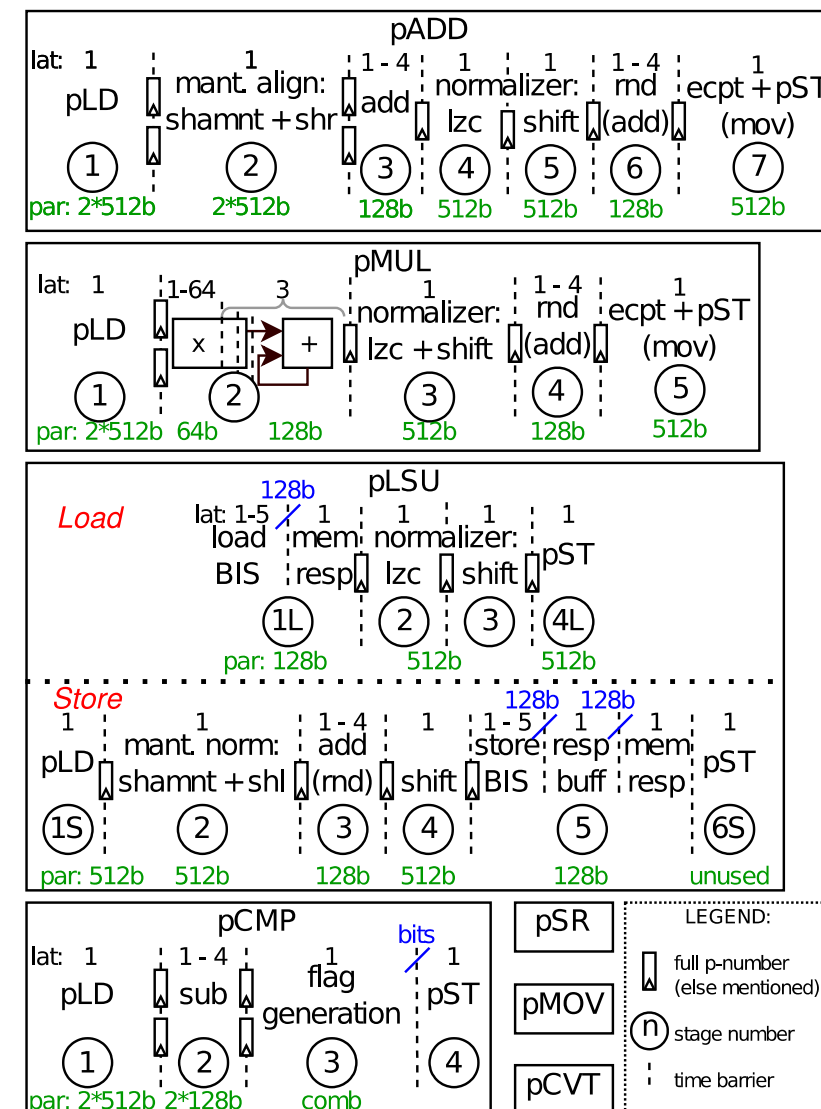 pADD
lat: 1 1 1 - 4 1 1 1 - 4 1
pLD mant. align: add normalizer: rnd ecpt + pST
shamnt + shr lzc shift (add) (mov)
1 2 3 4 5 6 7
par: 2*512b 2*512b 128b 512b 512b 128b 512b
pMUL
lat: 1 1-64 3 1 1 - 4 1
pLD x + normalizer: rnd ecpt + pST
lzc + shift (add) (mov)
1 2 3 4 5
par: 2*512b 64b 128b 512b 128b 512b
pLSU
Load
128b
lat: 1-5 1 1 1 1
load mem normalizer: pST
BIS resp lzc shift
1L 2 3 4L
par: 128b 512b 512b
Store
128b 128b
1 1 1 - 4 1 1 - 5 1 1 1
pLD mant. norm: add store resp mem pST
shamnt + shl (rnd) shift BIS buff resp
1S 2 3 4 5 6S
par: 512b 512b 128b 512b 128b unused
pCMP
bits
lat: 1 1 - 4 1 1
pLD sub flag pST
generation
1 2 3 4
par: 2*512b 2*128b comb
pSR
pMOV
pCVT
LEGEND:
full p-number
(else mentioned)
n stage number
time barrier